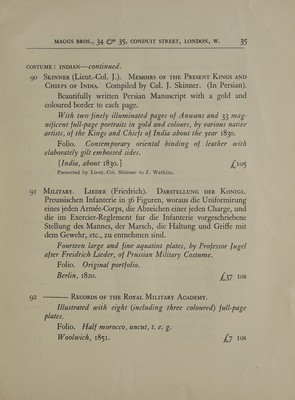 MAGGS BROS., 34 & 35, CONDUIT STREET, LONDON, W. 35
COSTUME : INDIAN—continued.
90 SKINNER (Lieut.-Col. J.). MEMOIRS OF THE PRESENT KINGS AND
CHIEFS OF INDIA. Compiled by Col. J. Skinner. (In Persian).
Beautifully written Persian Manuscript with a gold and
coloured border to each page.
With two finely illuminated pages of Anwans and 33 mag-
nificent full-page portraits in gold and colours, by various native
artists, of the Kings and Chiefs of India about the year 1830.
Folio. Contemporary oriental binding of leather with
elaborately gilt embossed sides.
[India, about 1830.] £105
Presented by Lieut.-Col. Skinner to J. Watkins.
91 MILITARY. LIEDER (Friedrich). DARSTELLUNG DER KONIGL.
Preussischen Infanterie in 36 Figuren, woraus die Uniformirung
eines jeden Armée-Corps, die Abzeichen einer jeden Charge, und
die im Exercier-Reglement fur die Infanterie vorgeschriebene
Stellung des Mannes, der Marsch, die Haltung und Griffe mit
dem Gewehr, etc., zu entnehmen sind.
Fourteen large and fine aquatint plates, by Professor Jugel
after Freidrich Lieder, of Prussian Military Costume.
Folio. Original portfolio.
Berlin, 1820. £37 10s
92 ——— RECORDS OF THE ROYAL MILITARY ACADEMY.
Illustrated with eight (including three coloured) full-page
plates.
Folio. Half morocco, uncut, t. e. g.
Woolwich, 1851. £7 10s